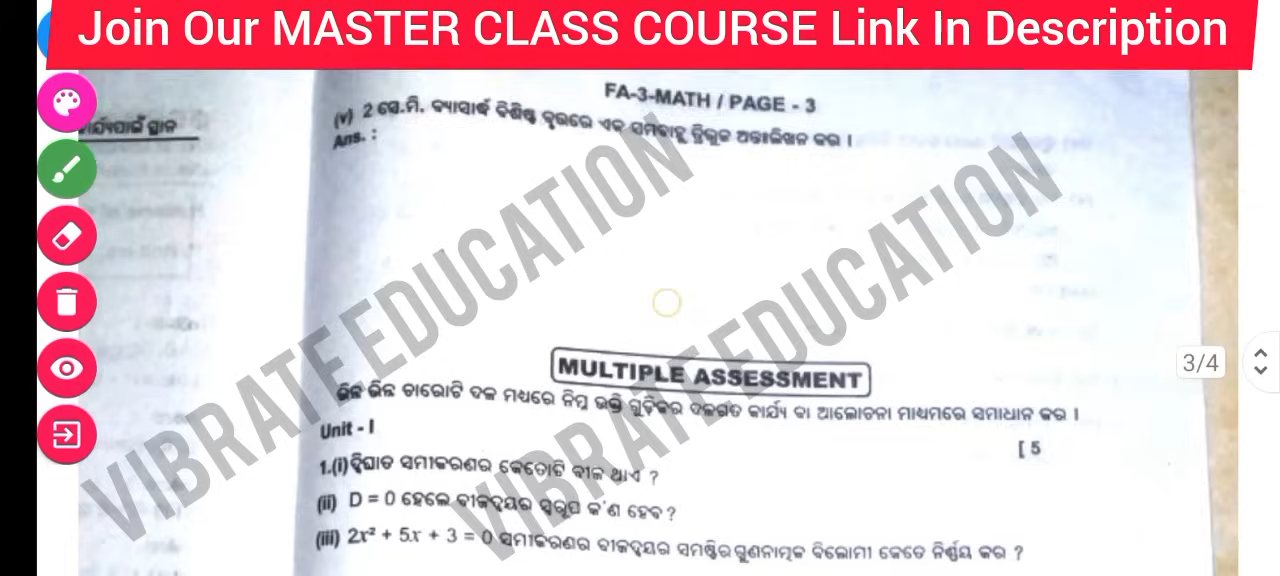 Join Our MASTER CLASS COURSE Link In Description
FA-3-MATH / PAGE - 3
ସ୍ଥାନ
(v) 2 ସେ.ମି. ବ୍ୟାସାର୍ଦ୍ଧ ବିଶିଷ୍ଟ ବୃତ୍ତରେ ଏକ ସମବାହୁ ତ୍ରିଭୁଜ ଅନ୍ତଃଲିଖନ କର ।
Ans. :
VIBRATE EDUCATION
VIBRATE EDUCATION
3/4
MULTIPLE ASSESSMENT
ଭିନ୍ନ ଭିନ୍ନ ଚାରୋଟି ଦଳ ମଧ୍ୟରେ ନିମ୍ନ ଉକ୍ତି ଗୁଡ଼ିକର ଦଳଗତ କାର୍ଯ୍ୟ ବା ଆଲୋଚନା ମାଧ୍ୟମରେ ସମାଧାନ କର ।
Unit - I
[ 5
1.(i) ଦ୍ୱିଘାତ ସମୀକରଣର କେତୋଟି ବୀଜ ଥାଏ ?
(ii) D = 0 ହେଲେ ବୀଜଦ୍ୱୟର ସ୍ୱରୂପ କ'ଣ ହେବ ?
(iii) 2x² + 5x + 3 = 0 ସମୀକରଣର ବୀଜଦ୍ୱୟର ସମଷ୍ଟିର ଗୁଣନାତ୍ମକ ବିଲୋମୀ କେତେ ନିର୍ଣ୍ଣୟ କର ?